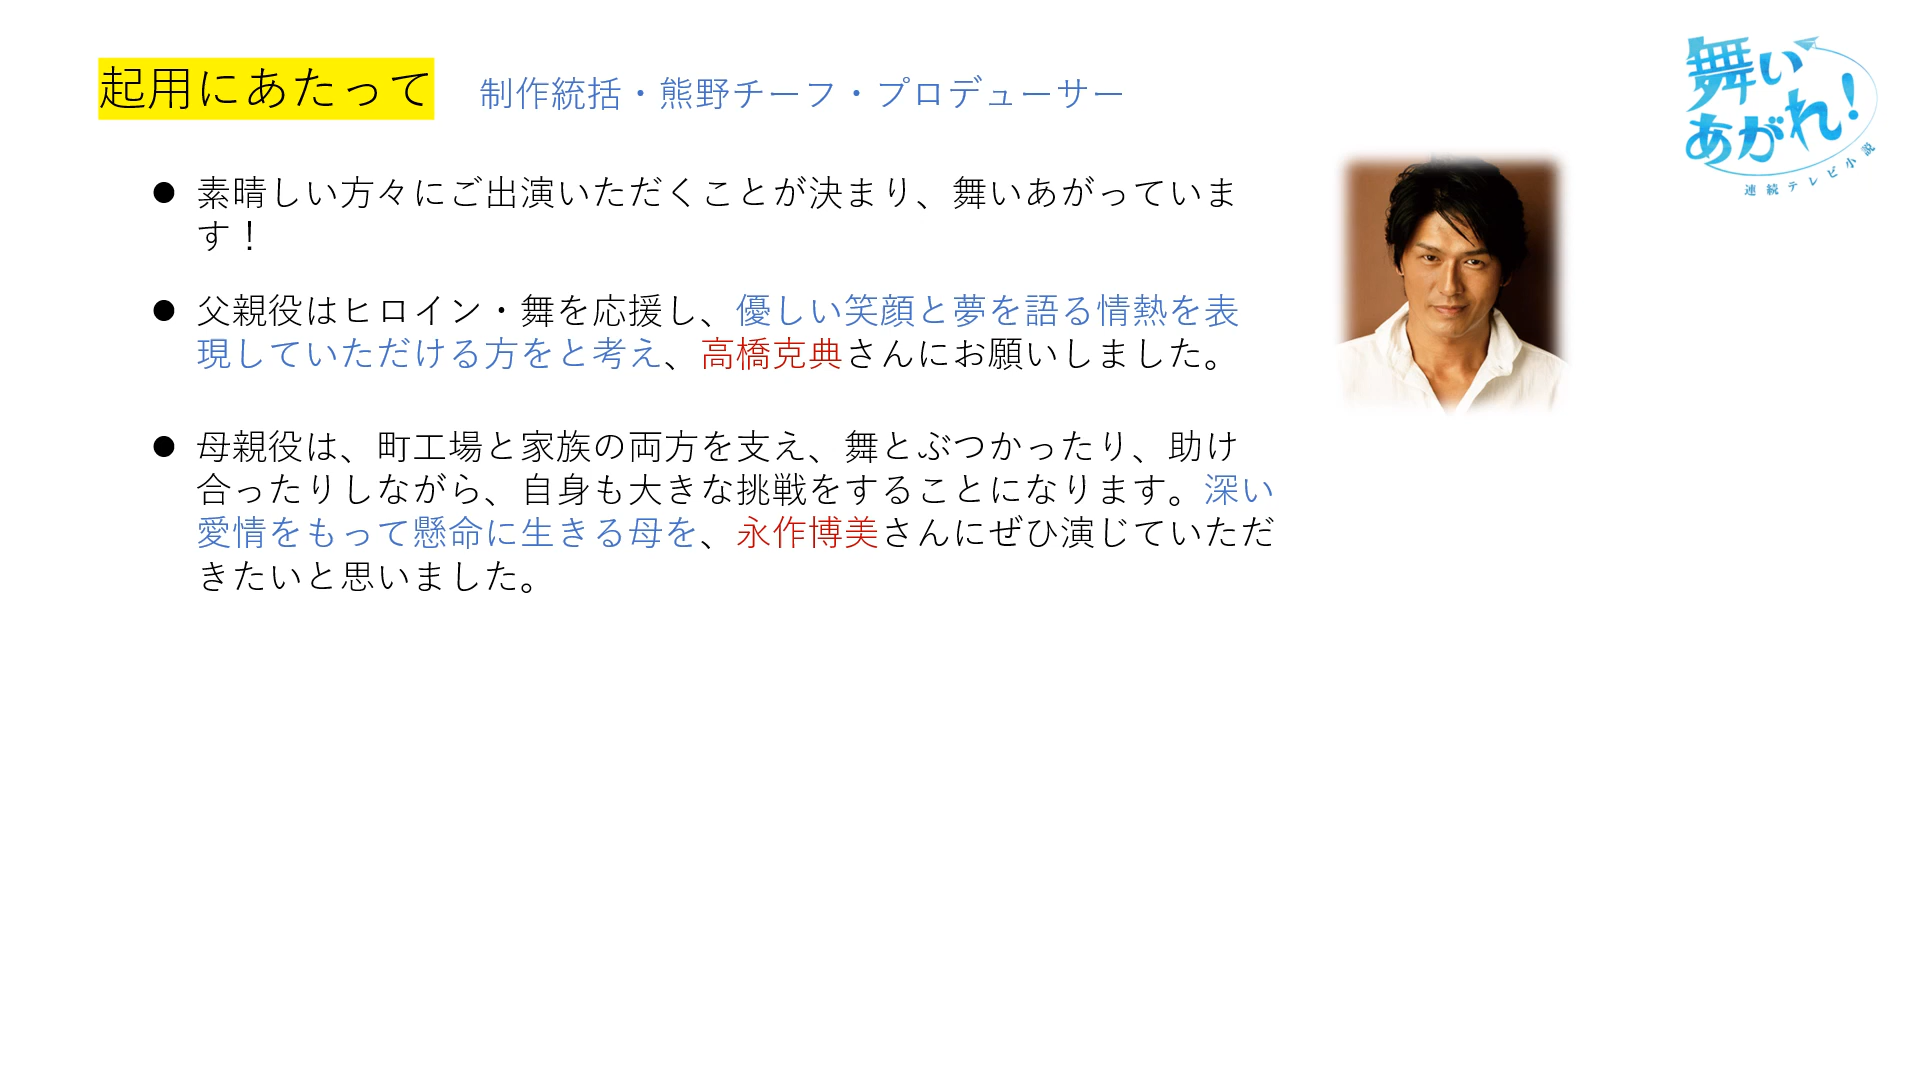 起用にあたって 制作統括・熊野チーフ・プロデューサー
舞い
あがれ！
連続テレビ小説
● 素晴しい方々にご出演いただくことが決まり、舞いあがっていま
す！
● 父親役はヒロイン・舞を応援し、優しい笑顔と夢を語る情熱を表
現していただける方をと考え、高橋克典さんにお願いしました。
● 母親役は、町工場と家族の両方を支え、舞とぶつかったり、助け
合ったりしながら、自身も大きな挑戦をすることになります。深い
愛情をもって懸命に生きる母を、永作博美さんにぜひ演じていただ
きたいと思いました。